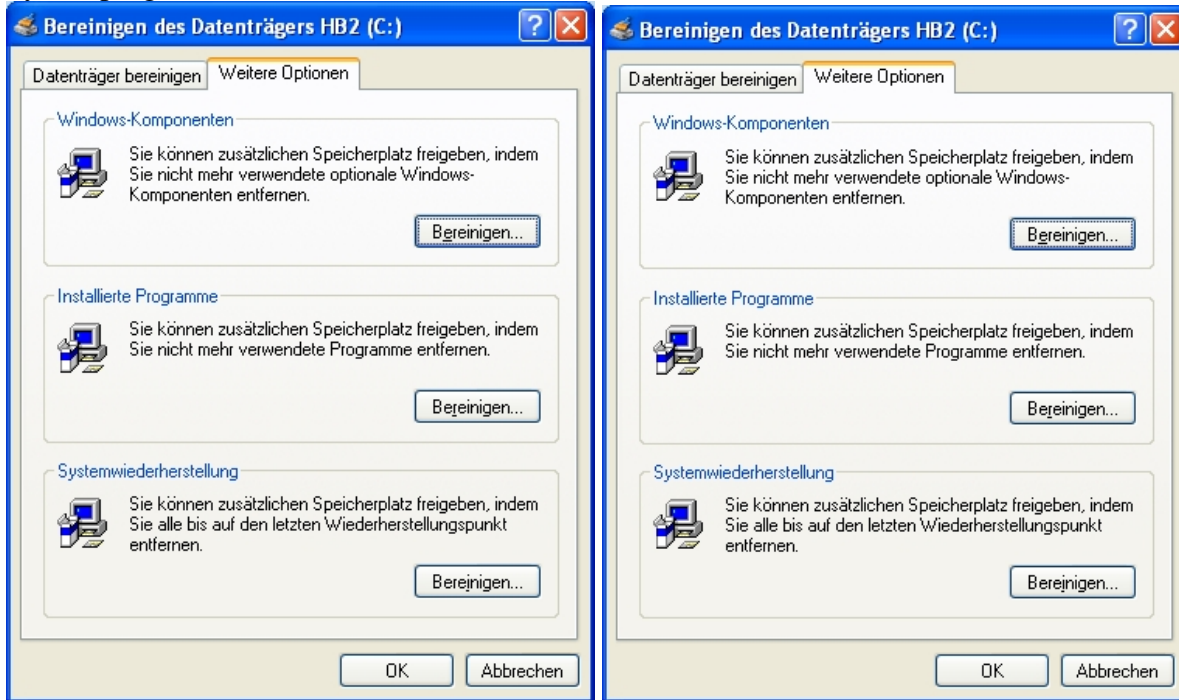 Bereinigen des Datenträgers HB2 (C:)
Datenträger bereinigen
Weitere Optionen
Windows-Komponenten
Sie können zusätzlichen Speicherplatz freigeben, indem
Sie nicht mehr verwendete optionale Windows-
Komponenten entfernen.
Bereinigen...
Installierte Programme
Sie können zusätzlichen Speicherplatz freigeben, indem
Sie nicht mehr verwendete Programme entfernen.
Bereinigen...
Systemwiederherstellung
Sie können zusätzlichen Speicherplatz freigeben, indem
Sie alle bis auf den letzten Wiederherstellungspunkt
entfernen.
Bereinigen...
OK
Abbrechen
Bereinigen des Datenträgers HB2 (C:)
Datenträger bereinigen
Weitere Optionen
Windows-Komponenten
Sie können zusätzlichen Speicherplatz freigeben, indem
Sie nicht mehr verwendete optionale Windows-
Komponenten entfernen.
Bereinigen...
Installierte Programme
Sie können zusätzlichen Speicherplatz freigeben, indem
Sie nicht mehr verwendete Programme entfernen.
Bereinigen...
Systemwiederherstellung
Sie können zusätzlichen Speicherplatz freigeben, indem
Sie alle bis auf den letzten Wiederherstellungspunkt
entfernen.
Bereinigen...
OK
Abbrechen